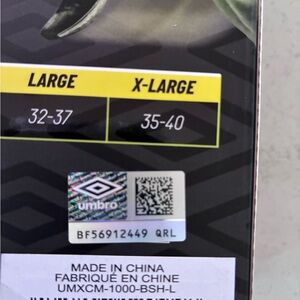 LARGE X-LARGE
32-37 35-40
umbro
BF56912449 QRL
MADE IN CHINA
FABRIQUÉ EN CHINE
UMXCM-1000-BSH-L